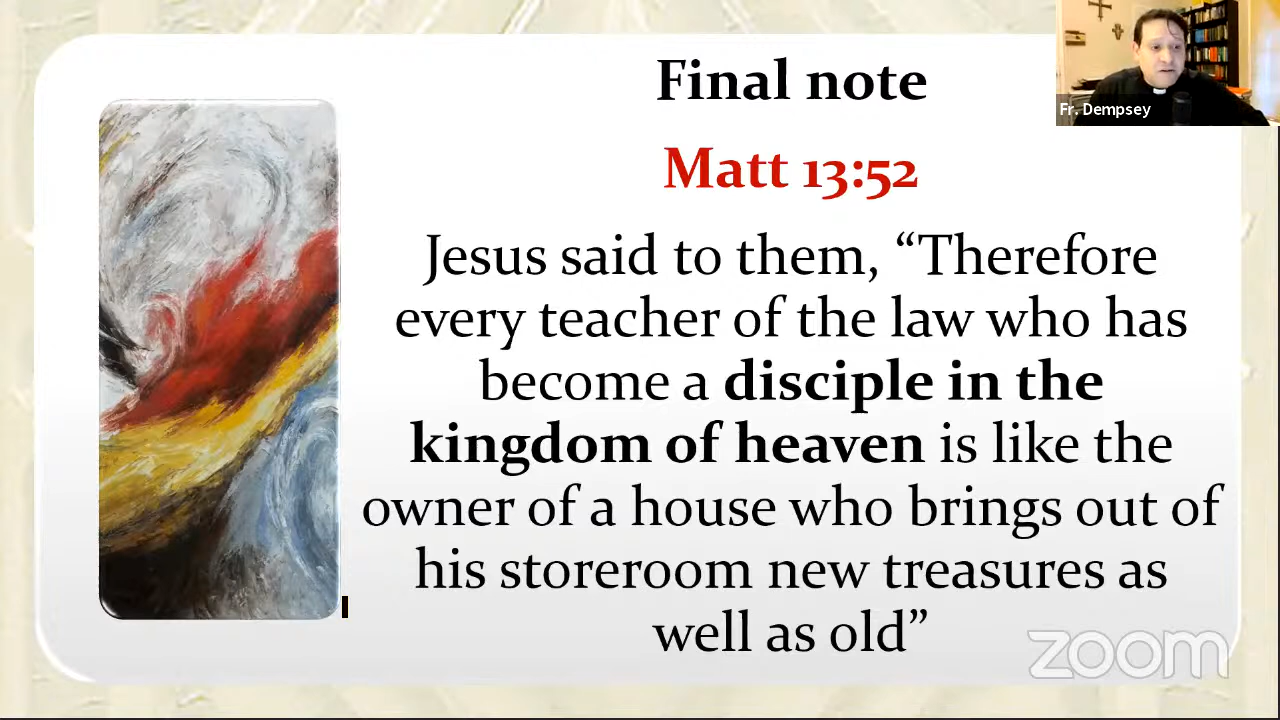 Final note
Fr. Dempsey
Matt 13:52
Jesus said to them, “Therefore
every teacher of the law who has
become a disciple in the
kingdom of heaven is like the
owner of a house who brings out of
his storeroom new treasures as
well as old”
zoom